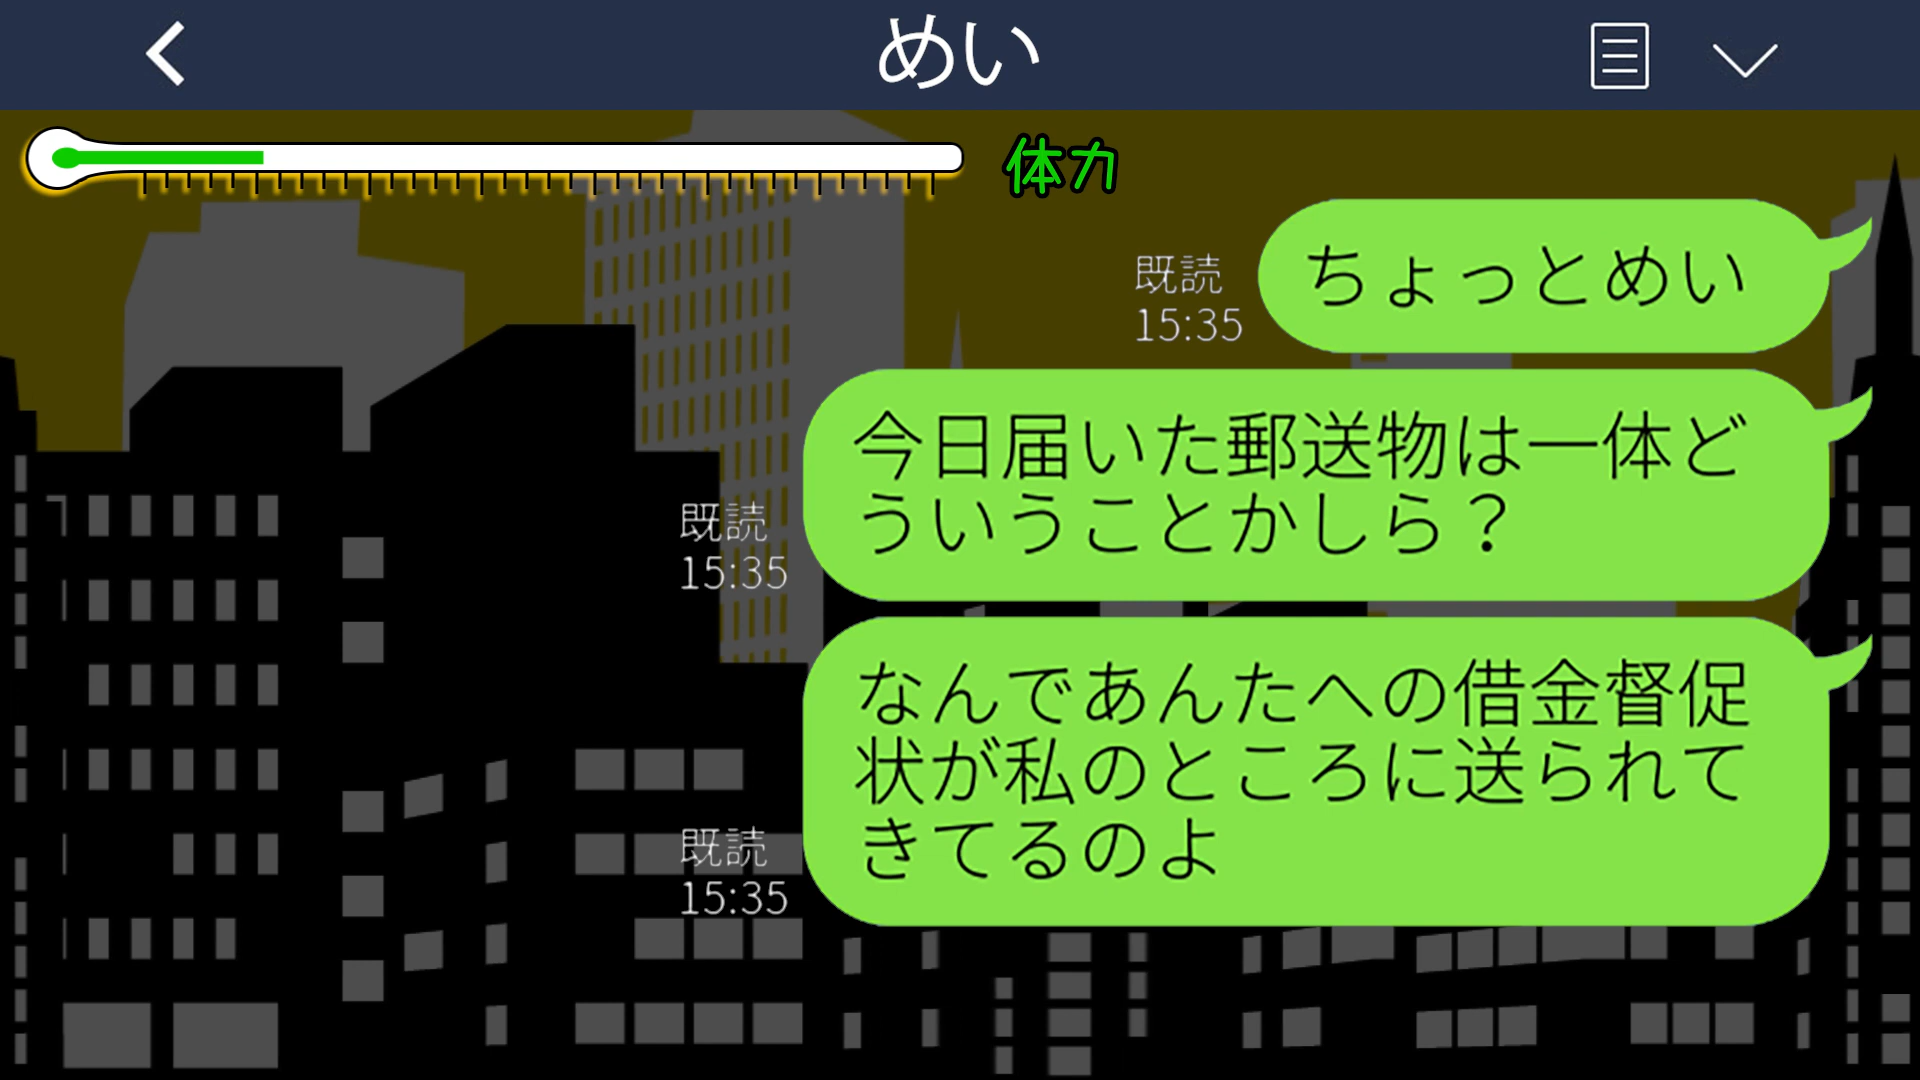 めい
体力
ちょっとめい
既読
15:35
今日届いた郵送物は一体ど
ういうことかしら？
既読
15:35
なんであんたへの借金督促
状が私のところに送られて
きてるのよ
既読
15:35